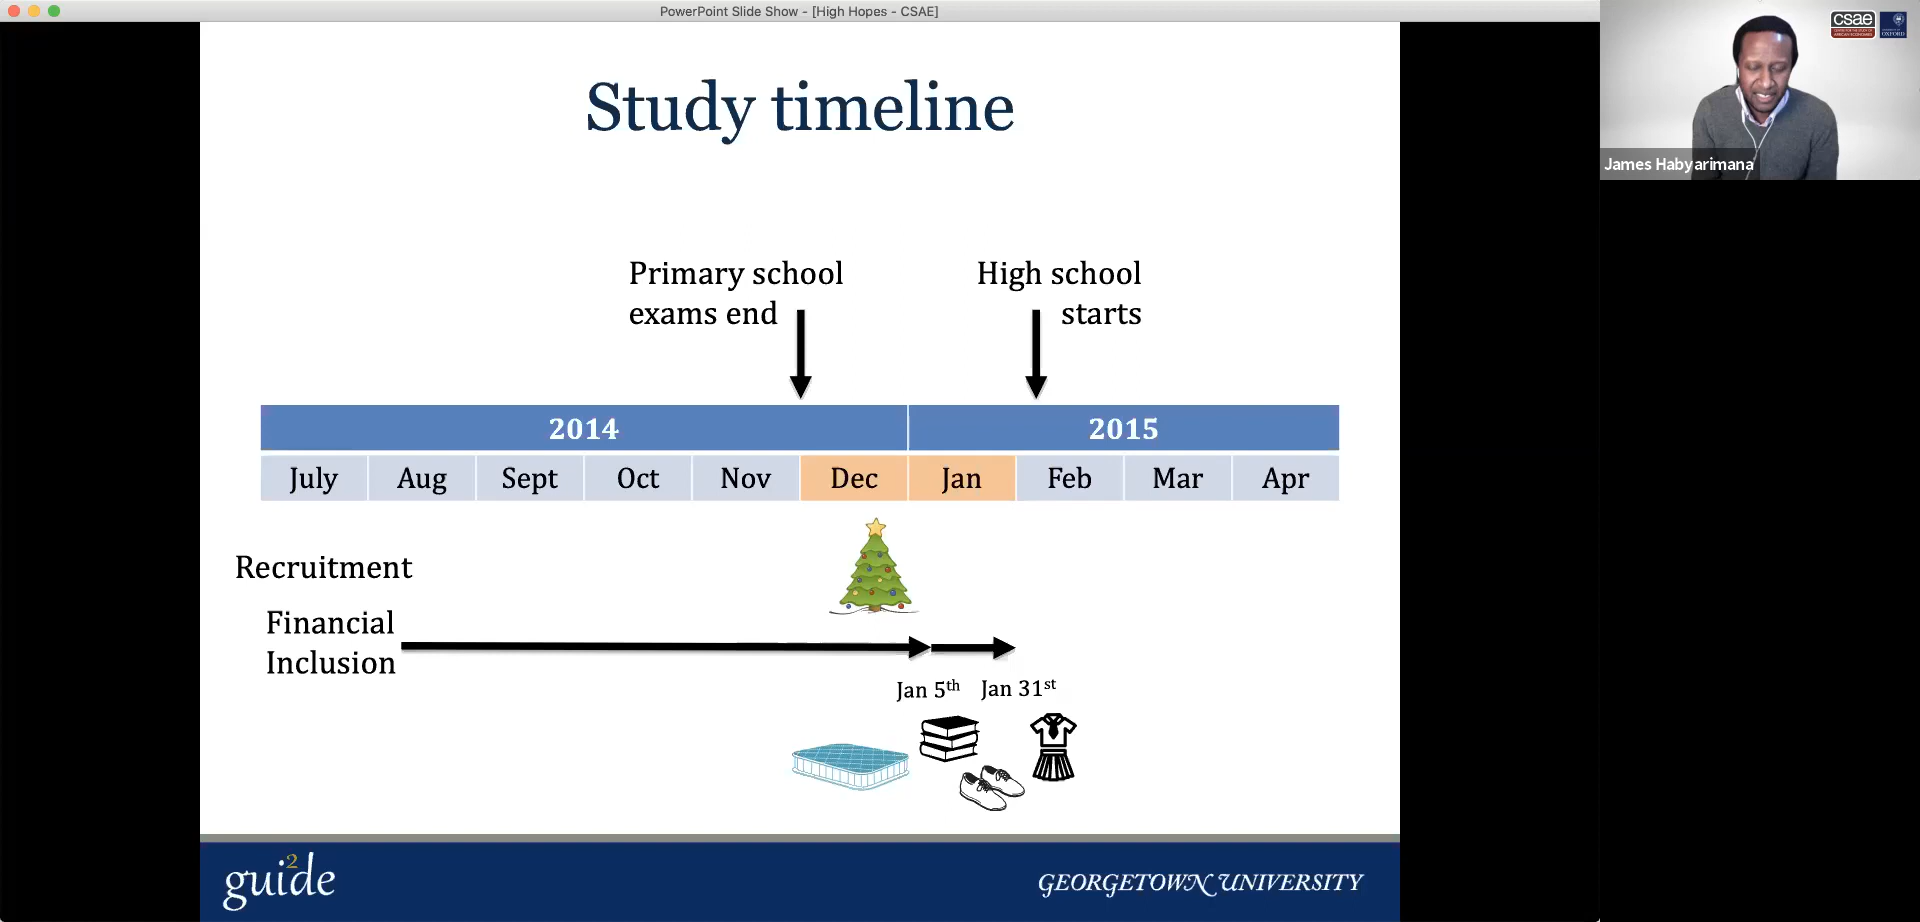 PowerPoint Slide Show - [High Hopes - CSAE]
csae
OXFORD
James Habyarimana
Study timeline
Primary school
exams end
High school
starts
2014 2015
July Aug Sept Oct Nov Dec Jan Feb Mar Apr
Recruitment
Financial
Inclusion
Jan 5th Jan 31st
gui2de
GEORGETOWN UNIVERSITY